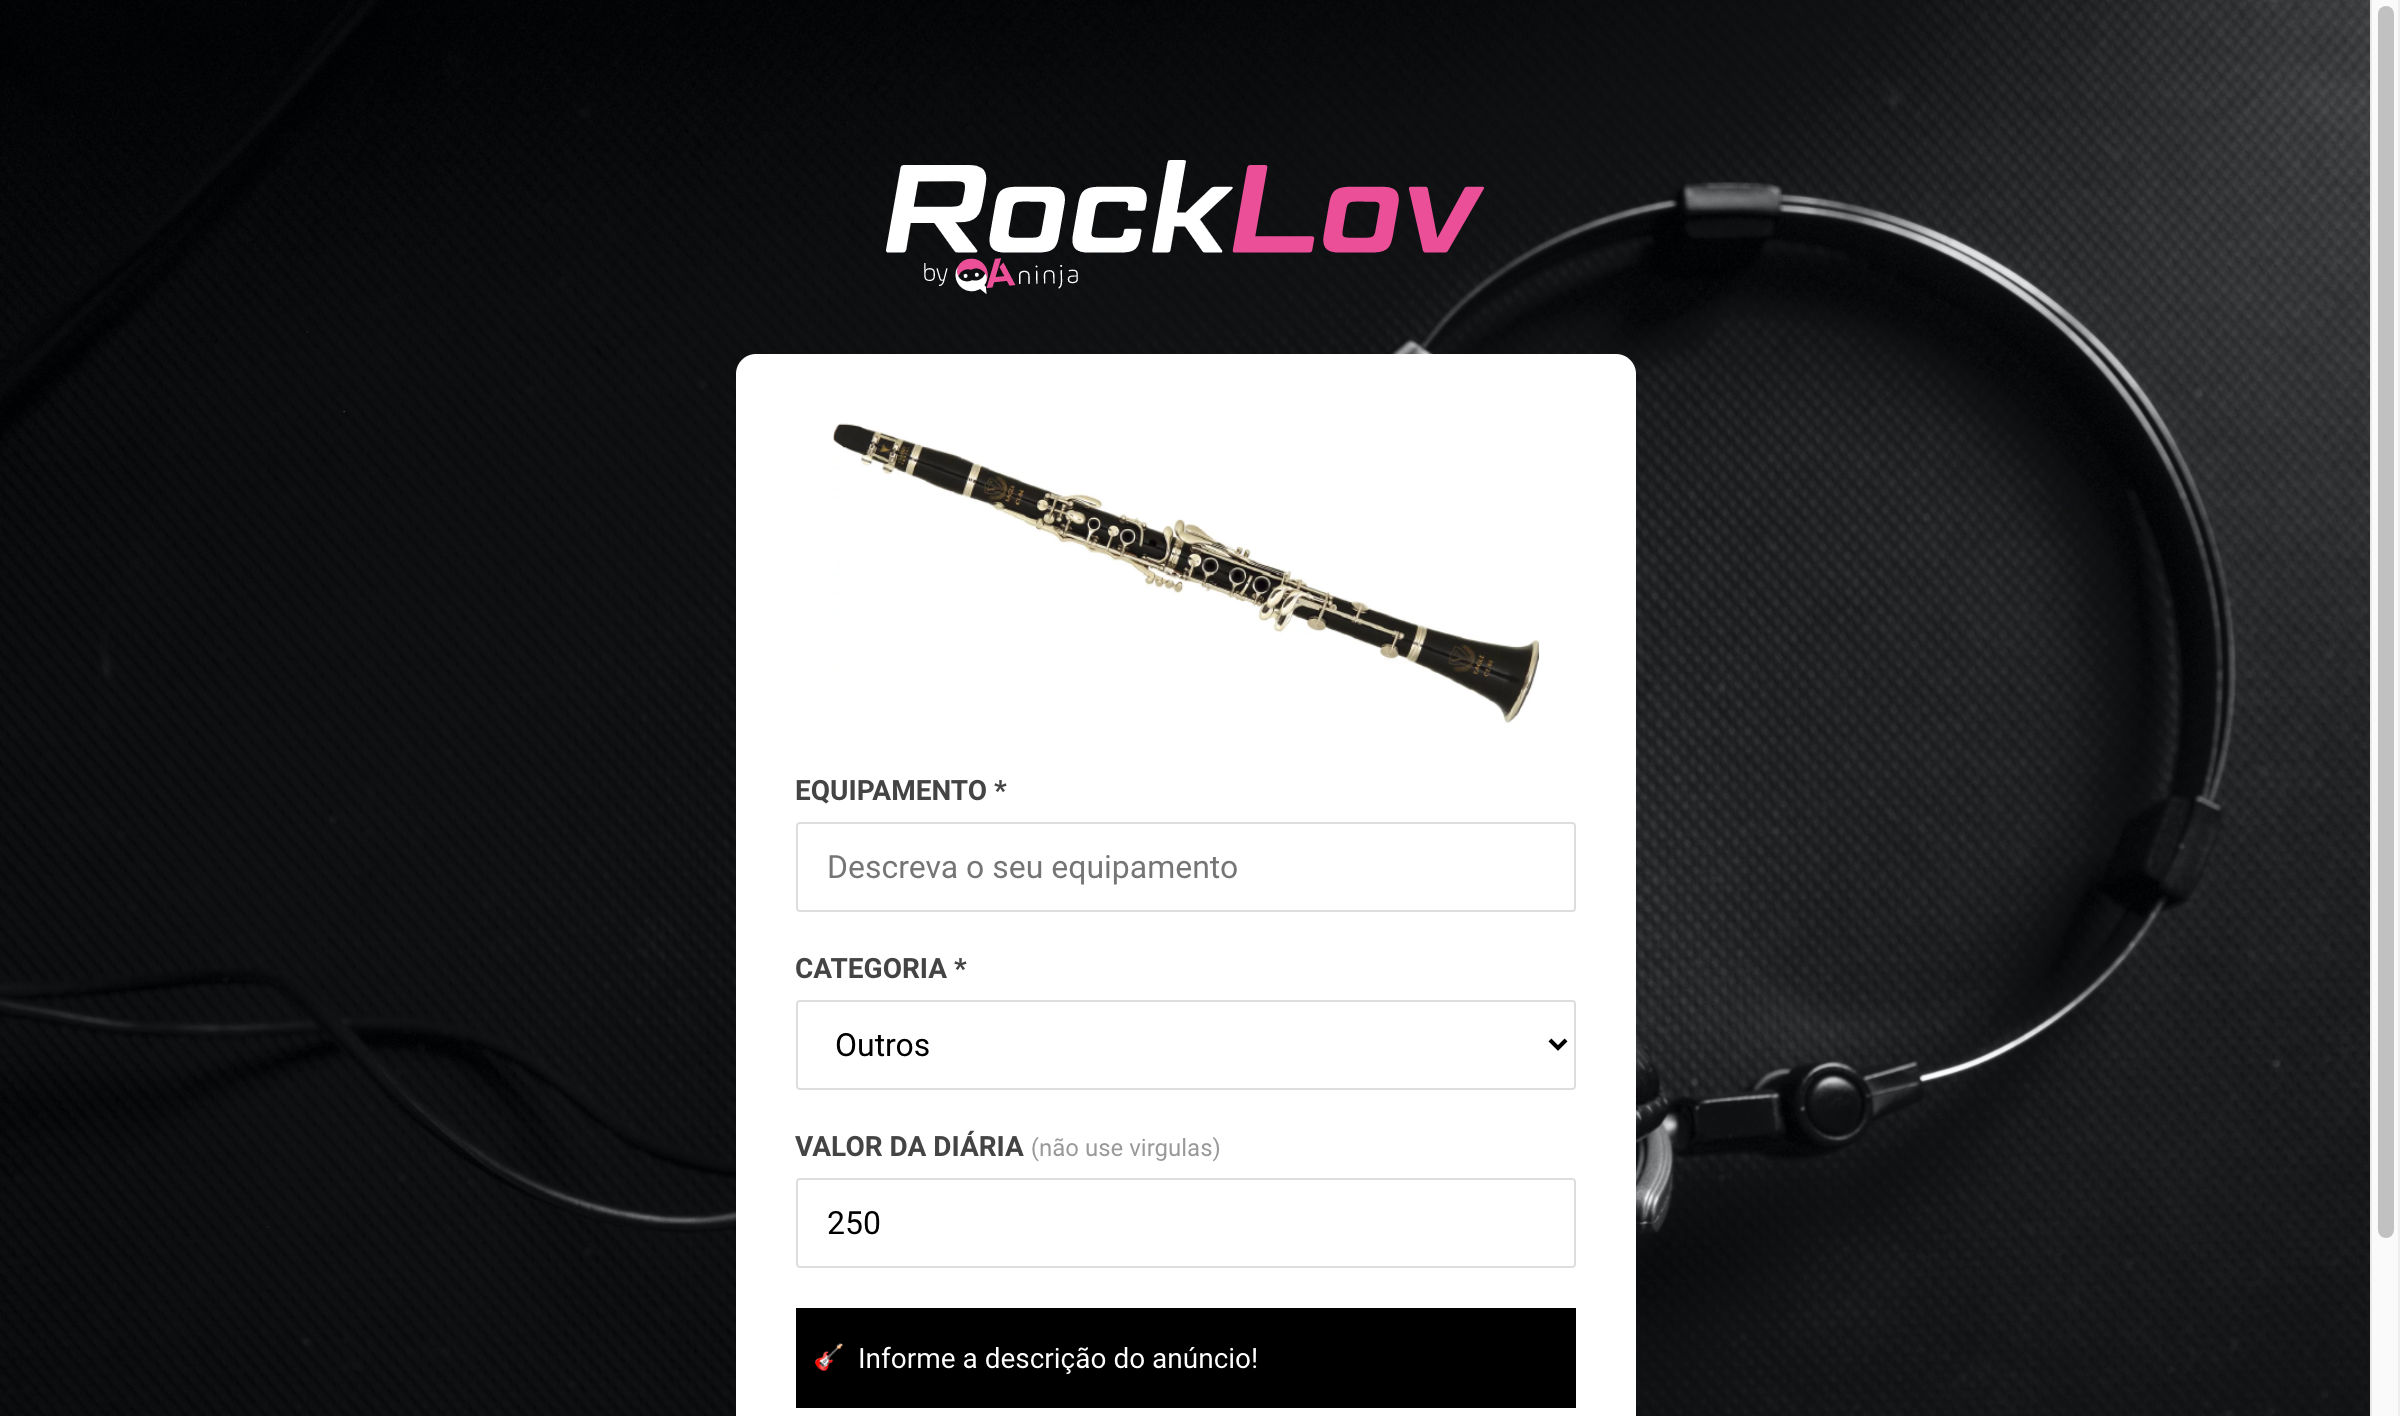 RockLov
by QAninja
EQUIPAMENTO *
Descreva o seu equipamento
CATEGORIA *
Outros
VALOR DA DIÁRIA (não use virgulas)
250
Informe a descrição do anúncio!